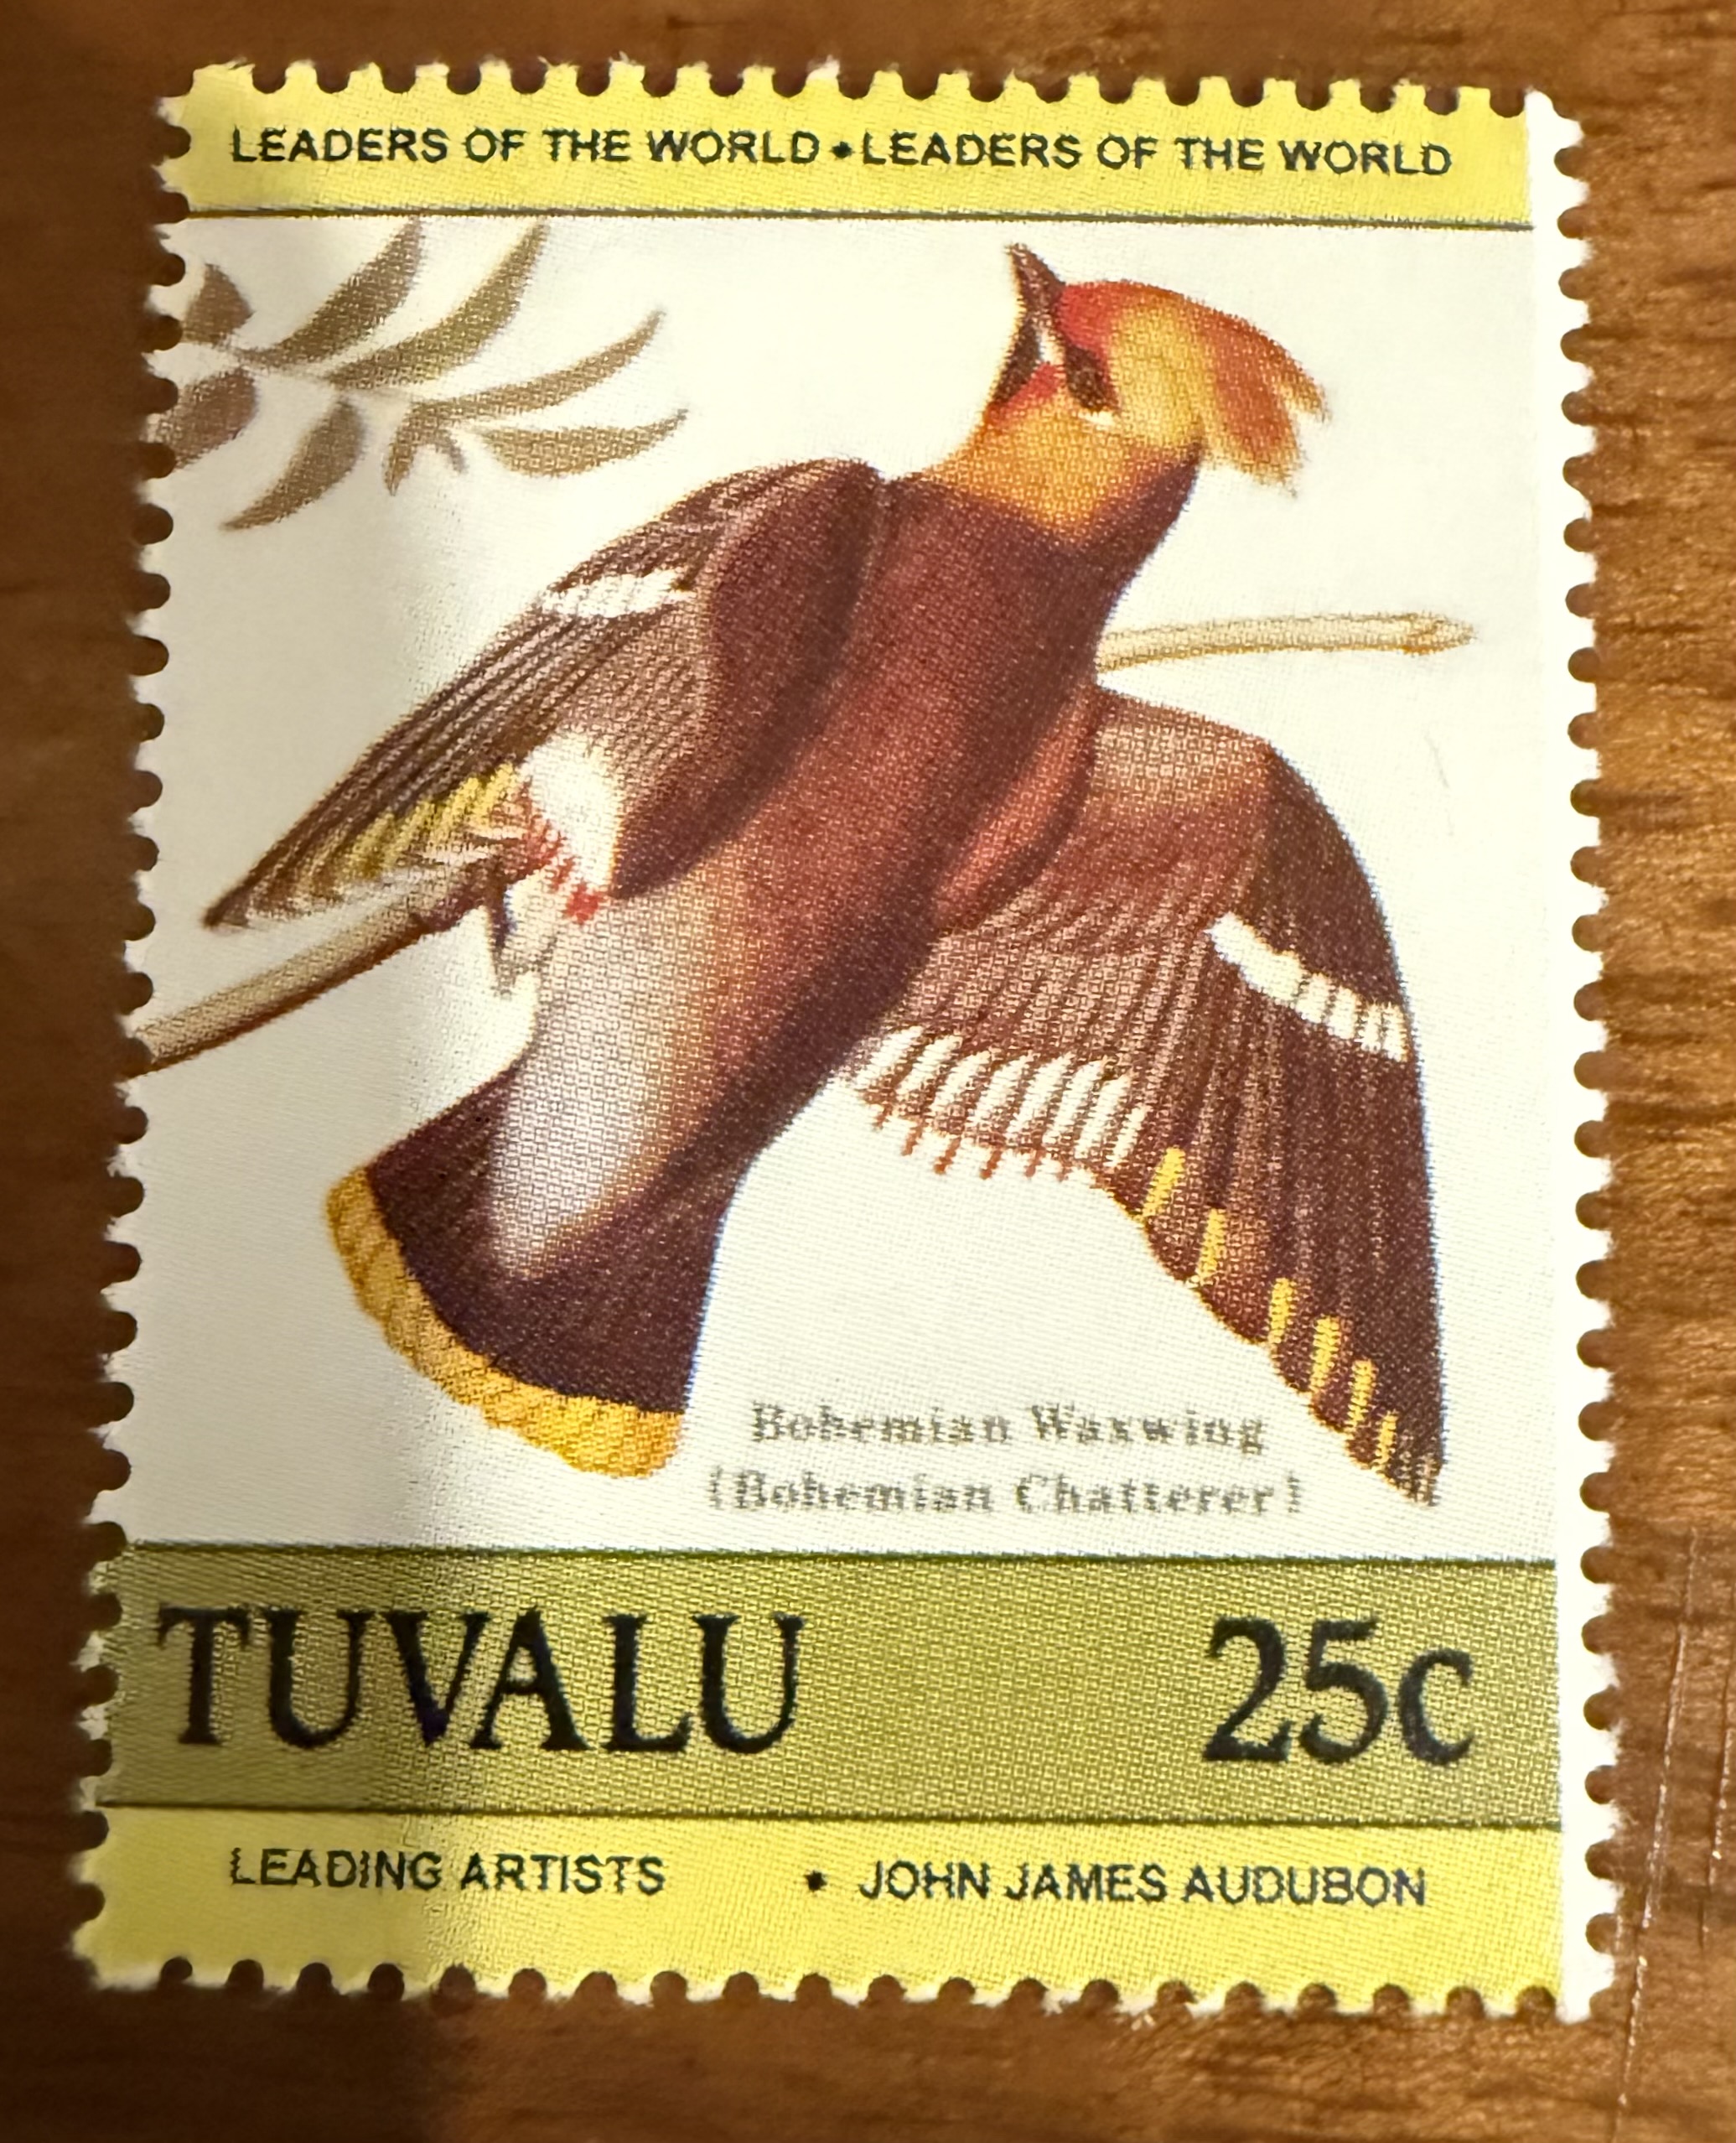 LEADERS OF THE WORLD • LEADERS OF THE WORLD
Bohemian Waxwing
(Bohemian Chatterer)
TUVALU 25c
LEADING ARTISTS • JOHN JAMES AUDUBON